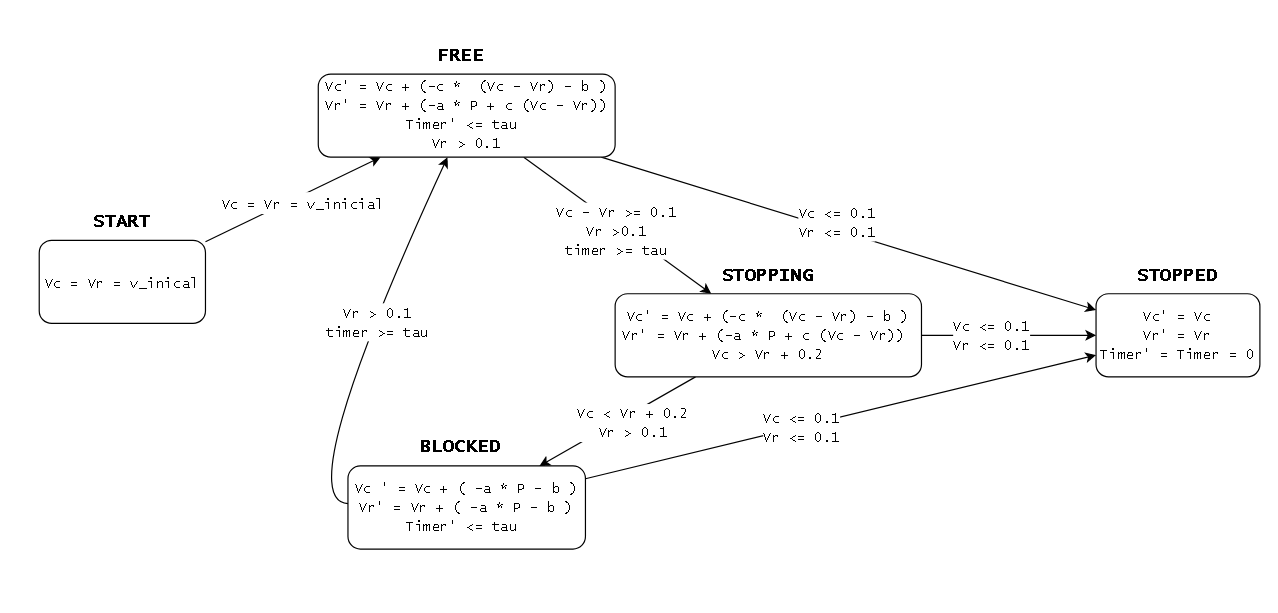 FREE
Vc' = Vc + (-c *  (Vc - Vr) - b )
Vr' = Vr + (-a * P + c (Vc - Vr))
Timer' <= tau
Vr > 0.1
Vc = Vr = v_inicial
START
Vc = Vr = v_inical
Vc - Vr >= 0.1
Vr >0.1
timer >= tau
Vc <= 0.1
Vr <= 0.1
STOPPING
Vc' = Vc + (-c *  (Vc - Vr) - b )
Vr' = Vr + (-a * P + c (Vc - Vr))
Vc > Vr + 0.2
STOPPED
Vc' = Vc
Vr' = Vr
Timer' = Timer = 0
Vc <= 0.1
Vr <= 0.1
Vr > 0.1
timer >= tau
Vc < Vr + 0.2
Vr > 0.1
Vc <= 0.1
Vr <= 0.1
BLOCKED
Vc ' = Vc + ( -a * P - b )
Vr' = Vr + ( -a * P - b )
Timer' <= tau